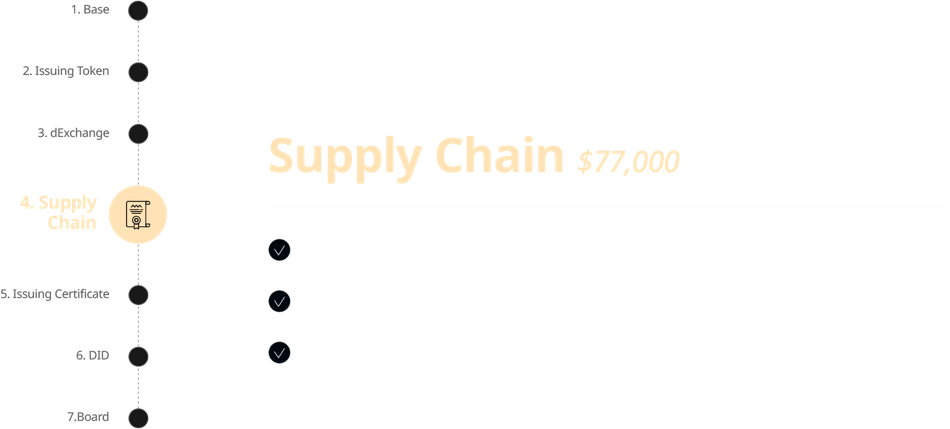 1. Base
2. Issuing Token
3. dExchange
4. Supply
Chain
5. Issuing Certificate
6. DID
7.Board
Supply Chain $77,000